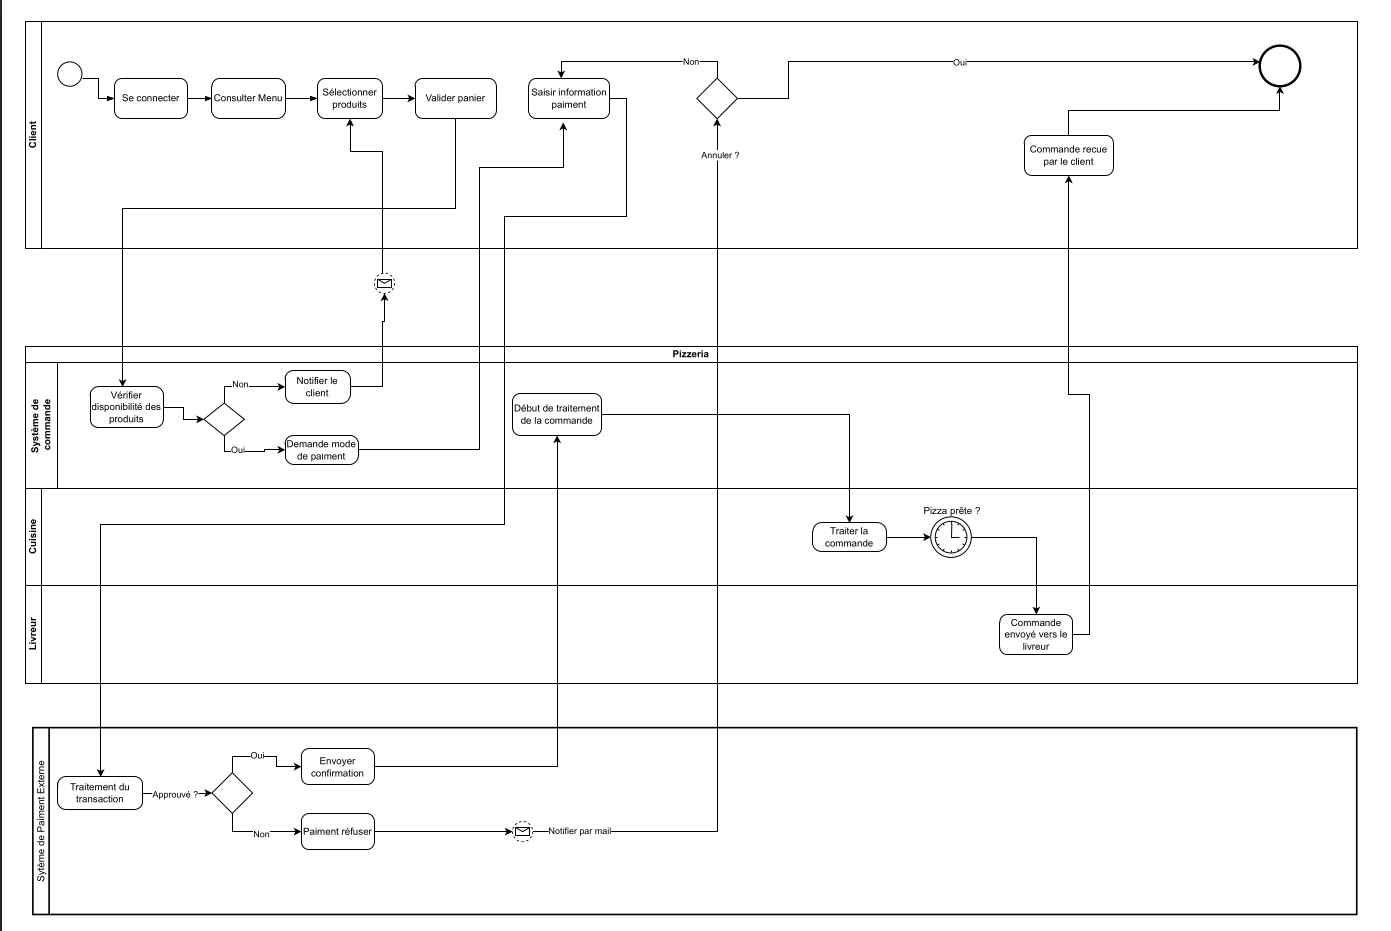 Client
Se connecter
Consulter Menu
Sélectionner
produits
Valider panier
Saisir information
paiment
Non
Oui
Annuler ?
Commande recue
par le client
Pizzeria
Système de
commande
Vérifier
disponibilité des
produits
Non
Notifier le
client
Oui
Demande mode
de paiment
Début de traitement
de la commande
Cuisine
Traiter la
commande
Pizza prête ?
Livreur
Commande
envoyé vers le
livreur
Sytème de Paiment Externe
Traitement du
transaction
Approuvé ?
Oui
Envoyer
confirmation
Non
Paiment réfuser
Notifier par mail